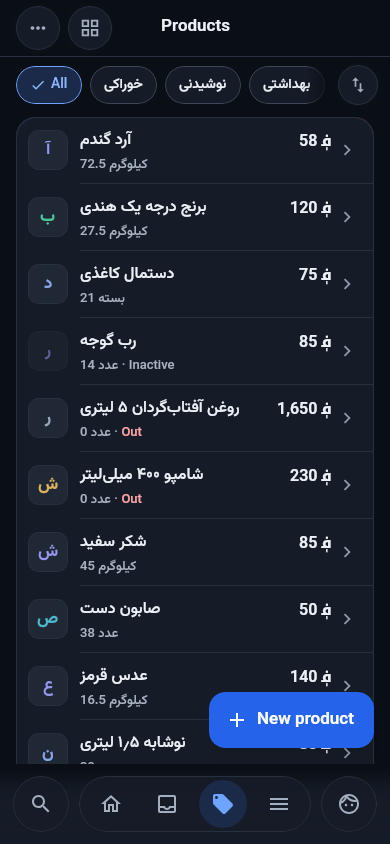 Products
All
خوراکی
نوشیدنی
بهداشتی
آ
آرد گندم
58 ؋
72.5 کیلوگرم
ب
برنج درجه یک هندی
120 ؋
27.5 کیلوگرم
د
دستمال کاغذی
75 ؋
21 بسته
ر
رب گوجه
85 ؋
14 عدد · Inactive
ر
روغن آفتاب‌گردان ۵ لیتری
1,650 ؋
0 عدد · Out
ش
شامپو ۴۰۰ میلی‌لیتر
230 ؋
0 عدد · Out
ش
شکر سفید
85 ؋
45 کیلوگرم
ص
صابون دست
50 ؋
38 عدد
ع
عدس قرمز
140 ؋
16.5 کیلوگرم
New product
ن
نوشابه ۱٫۵ لیتری